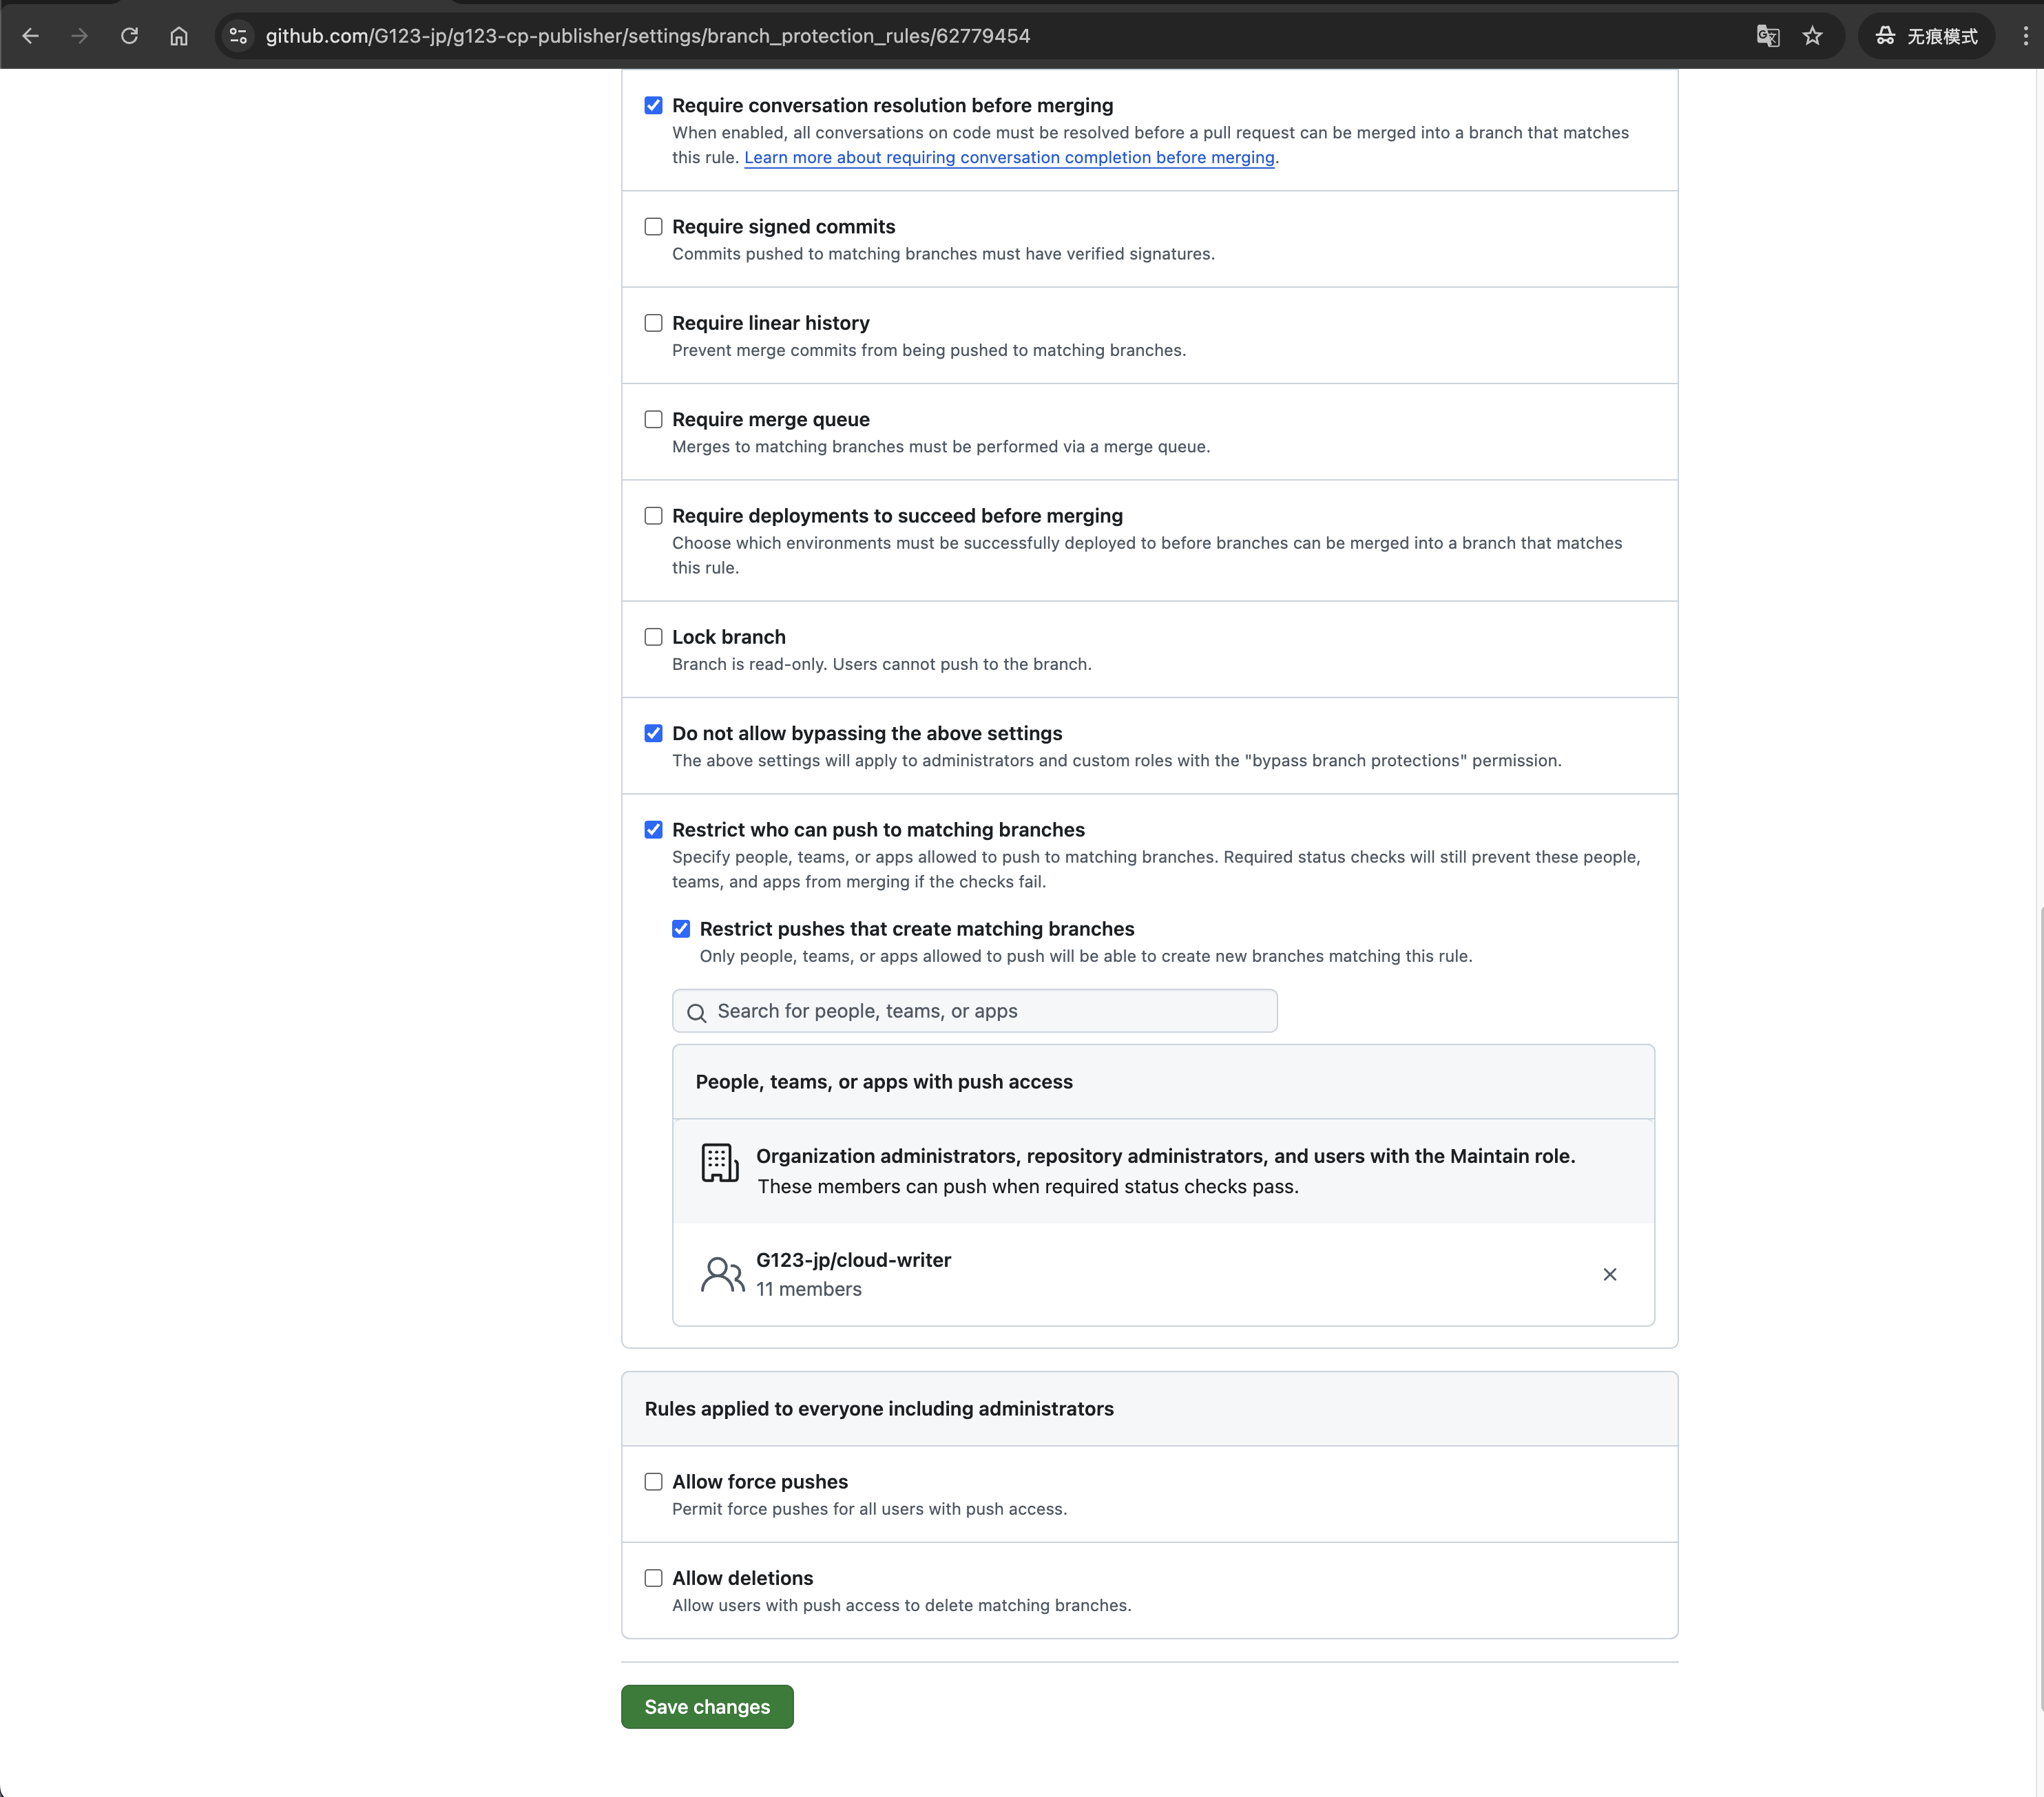 github.com/G123-jp/g123-cp-publisher/settings/branch_protection_rules/62779454
无痕模式
Require conversation resolution before merging
When enabled, all conversations on code must be resolved before a pull request can be merged into a branch that matches
this rule. Learn more about requiring conversation completion before merging.
Require signed commits
Commits pushed to matching branches must have verified signatures.
Require linear history
Prevent merge commits from being pushed to matching branches.
Require merge queue
Merges to matching branches must be performed via a merge queue.
Require deployments to succeed before merging
Choose which environments must be successfully deployed to before branches can be merged into a branch that matches
this rule.
Lock branch
Branch is read-only. Users cannot push to the branch.
Do not allow bypassing the above settings
The above settings will apply to administrators and custom roles with the "bypass branch protections" permission.
Restrict who can push to matching branches
Specify people, teams, or apps allowed to push to matching branches. Required status checks will still prevent these people,
teams, and apps from merging if the checks fail.
Restrict pushes that create matching branches
Only people, teams, or apps allowed to push will be able to create new branches matching this rule.
Search for people, teams, or apps
People, teams, or apps with push access
Organization administrators, repository administrators, and users with the Maintain role.
These members can push when required status checks pass.
G123-jp/cloud-writer
11 members
Rules applied to everyone including administrators
Allow force pushes
Permit force pushes for all users with push access.
Allow deletions
Allow users with push access to delete matching branches.
Save changes